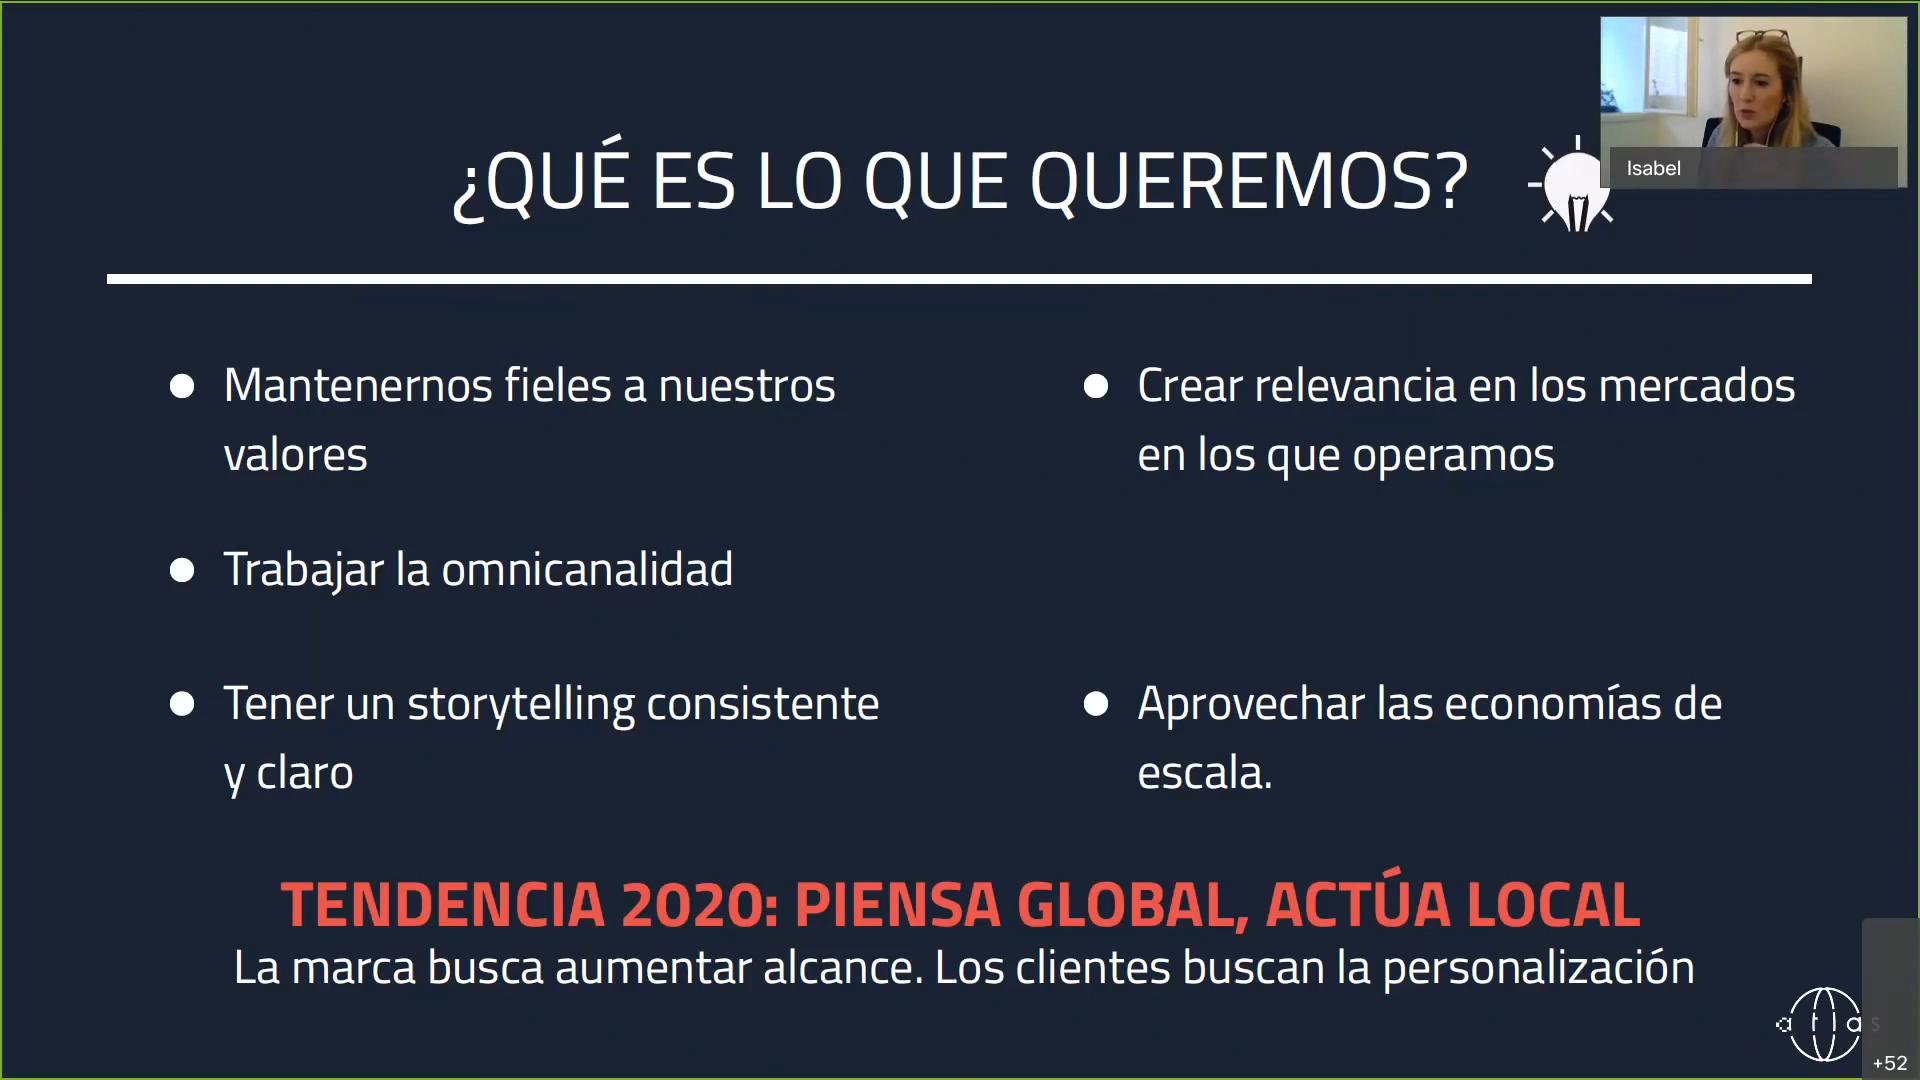 ¿QUÉ ES LO QUE QUEREMOS?
Isabel
Mantenernos fieles a nuestros
valores
Trabajar la omnicanalidad
Tener un storytelling consistente
y claro
Crear relevancia en los mercados
en los que operamos
Aprovechar las economías de
escala.
TENDENCIA 2020: PIENSA GLOBAL, ACTÚA LOCAL
La marca busca aumentar alcance. Los clientes buscan la personalización
atlas
+52